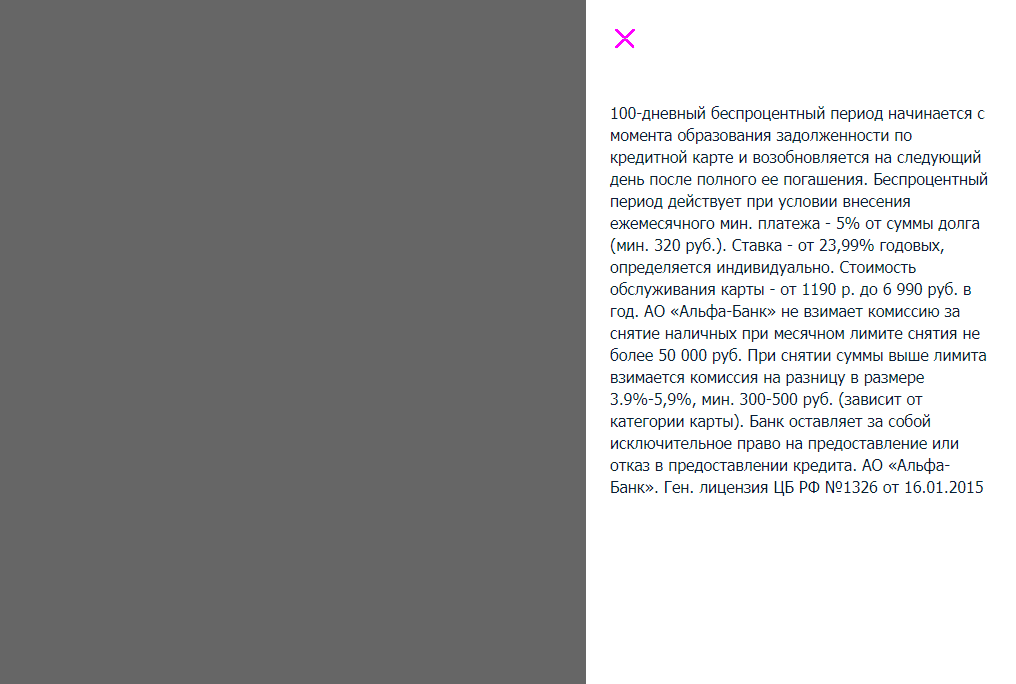 100-дневный беспроцентный период начинается с
момента образования задолженности по
кредитной карте и возобновляется на следующий
день после полного ее погашения. Беспроцентный
период действует при условии внесения
ежемесячного мин. платежа - 5% от суммы долга
(мин. 320 руб.). Ставка - от 23,99% годовых,
определяется индивидуально. Стоимость
обслуживания карты - от 1190 р. до 6 990 руб. в
год. АО «Альфа-Банк» не взимает комиссию за
снятие наличных при месячном лимите снятия не
более 50 000 руб. При снятии суммы выше лимита
взимается комиссия на разницу в размере
3.9%-5,9%, мин. 300-500 руб. (зависит от
категории карты). Банк оставляет за собой
исключительное право на предоставление или
отказ в предоставлении кредита. АО «Альфа-
Банк». Ген. лицензия ЦБ РФ №1326 от 16.01.2015